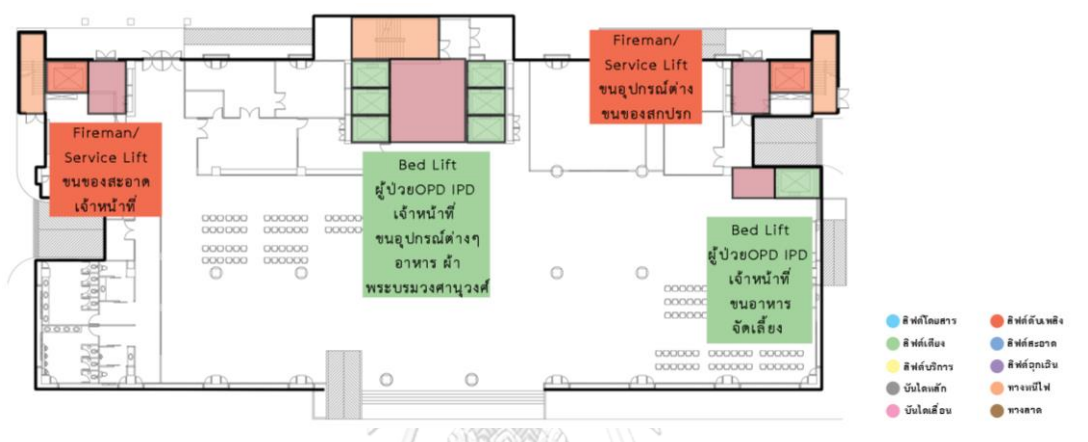 Fireman/
Service Lift
ขนอุปกรณ์ต่าง
ขนของสกปรก
Fireman/
Service Lift
ขนของสะอาด
เจ้าหน้าที่
Bed Lift
ผู้ป่วยOPD IPD
เจ้าหน้าที่
ขนอุปกรณ์ต่างๆ
อาหาร ผ้า
พระบรมวงศานุวงศ์
Bed Lift
ผู้ป่วยOPD IPD
เจ้าหน้าที่
ขนอาหาร
จัดเลี้ยง
ลิฟต์โดยสาร
ลิฟต์เตียง
ลิฟต์บริการ
บันไดหลัก
บันไดเลื่อน
ลิฟต์ดับเพลิง
ลิฟต์สะอาด
ลิฟต์ฉุกเฉิน
ทางหนีไฟ
ทางลาด